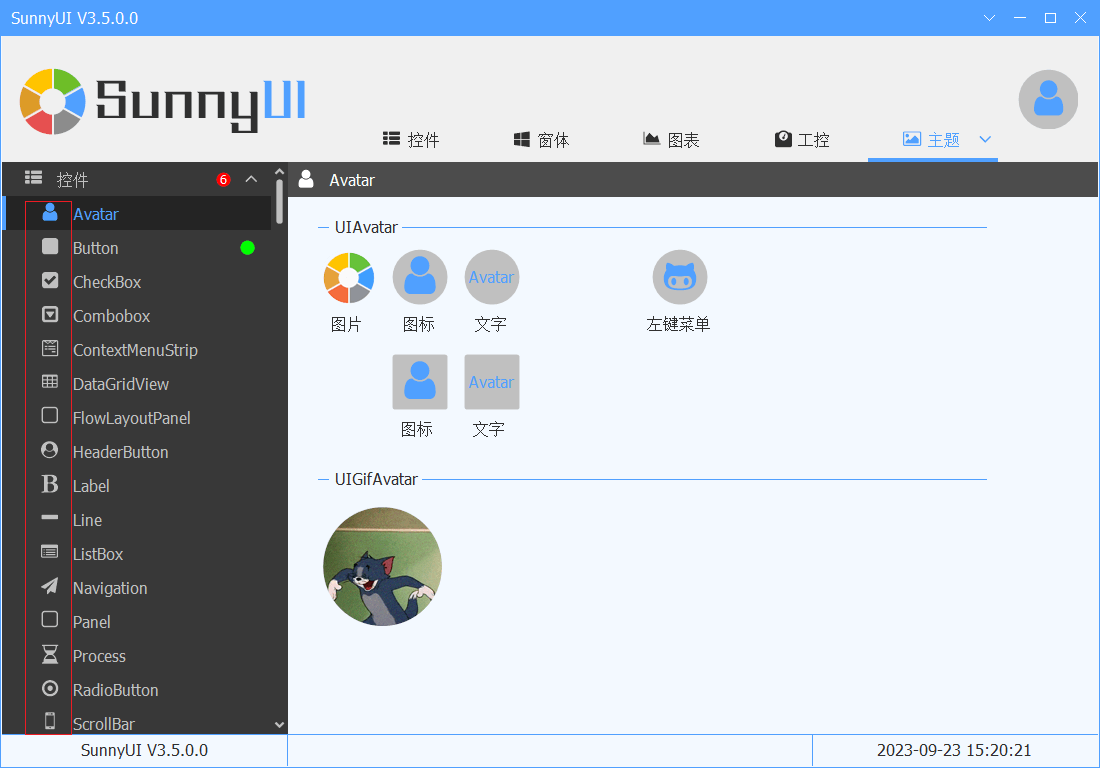 SunnyUI V3.5.0.0
SunnyUI
控件
窗体
图表
工控
主题
控件 6
Avatar
Button
CheckBox
Combobox
ContextMenuStrip
DataGridView
FlowLayoutPanel
HeaderButton
Label
Line
ListBox
Navigation
Panel
Process
RadioButton
ScrollBar
Avatar
UIAvatar
Avatar
图片 图标 文字 左键菜单
Avatar
图标 文字
UIGifAvatar
SunnyUI V3.5.0.0
2023-09-23 15:20:21